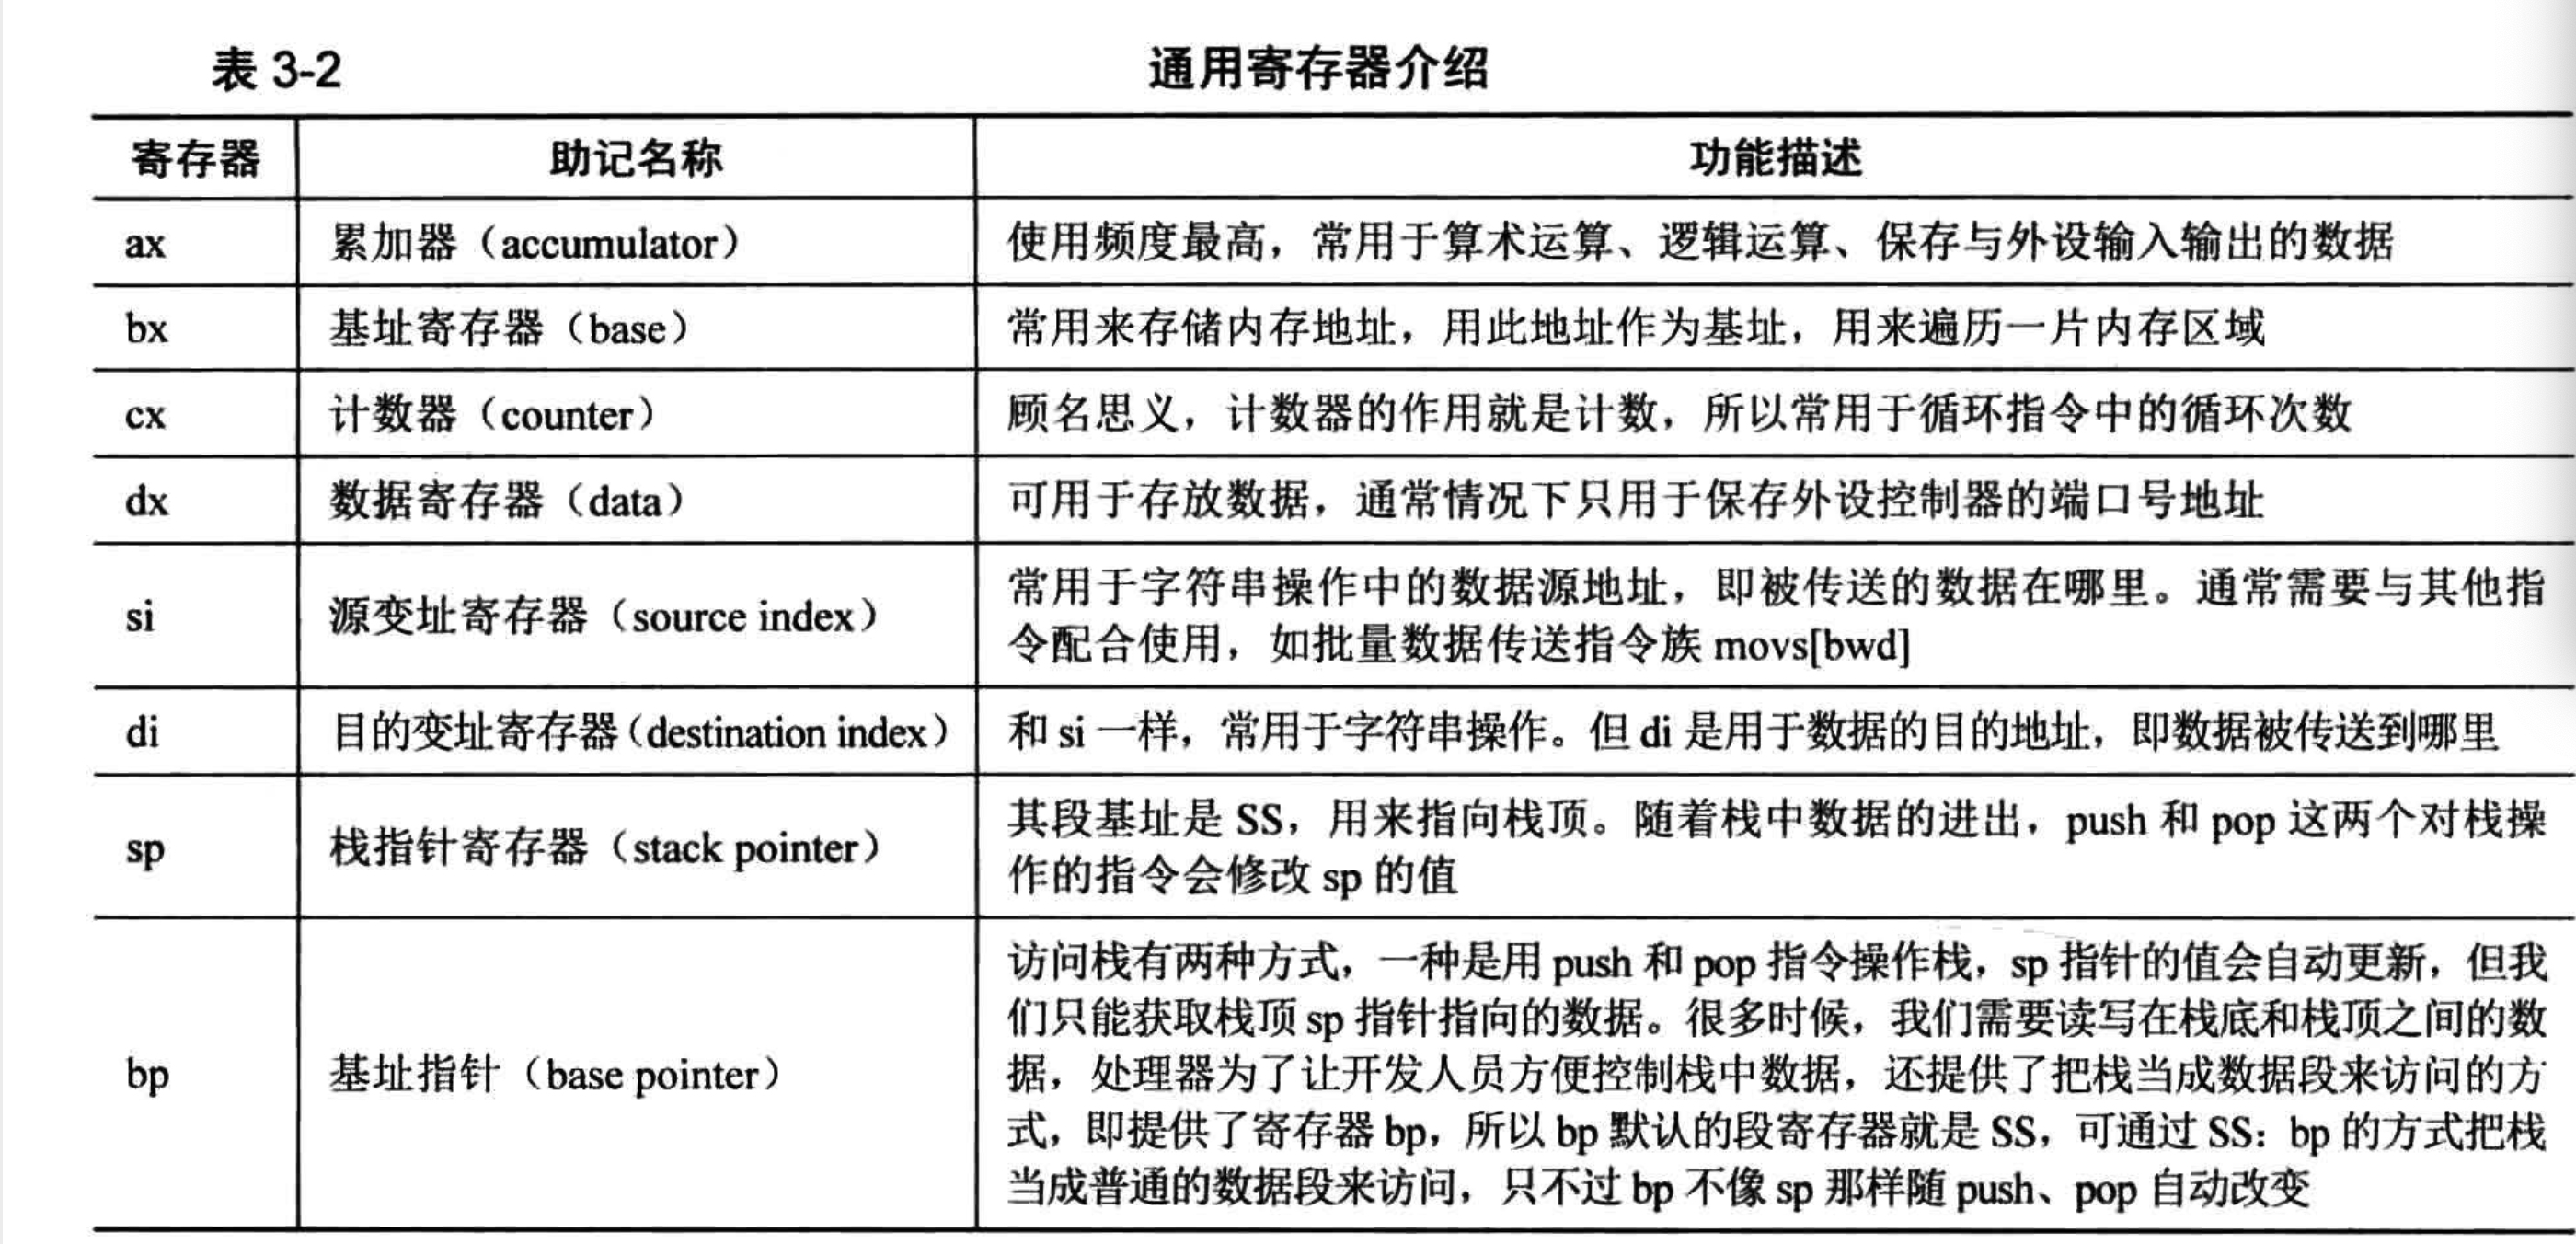 表 3-2 通用寄存器介绍
寄存器 助记名称 功能描述
ax 累加器（accumulator） 使用频度最高，常用于算术运算、逻辑运算、保存与外设输入输出的数据
bx 基址寄存器（base） 常用来存储内存地址，用此地址作为基址，用来遍历一片内存区域
cx 计数器（counter） 顾名思义，计数器的作用就是计数，所以常用于循环指令中的循环次数
dx 数据寄存器（data） 可用于存放数据，通常情况下只用于保存外设控制器的端口号地址
si 源变址寄存器（source index） 常用于字符串操作中的数据源地址，即被传送的数据在哪里。通常需要与其他指
令配合使用，如批量数据传送指令族 movs[bwd]
di 目的变址寄存器（destination index） 和 si 一样，常用于字符串操作。但 di 是用于数据的目的地址，即数据被传送到哪里
sp 栈指针寄存器（stack pointer） 其段基址是 SS，用来指向栈顶。随着栈中数据的进出，push 和 pop 这两个对栈操
作的指令会修改 sp 的值
bp 基址指针（base pointer） 访问栈有两种方式，一种是用 push 和 pop 指令操作栈，sp 指针的值会自动更新，但我
们只能获取栈顶 sp 指针指向的数据。很多时候，我们需要读写在栈底和栈顶之间的数
据，处理器为了让开发人员方便控制栈中数据，还提供了把栈当成数据段来访问的方
式，即提供了寄存器 bp，所以 bp 默认的段寄存器就是 SS，可通过 SS：bp 的方式把栈
当成普通的数据段来访问，只不过 bp 不像 sp 那样随 push、pop 自动改变